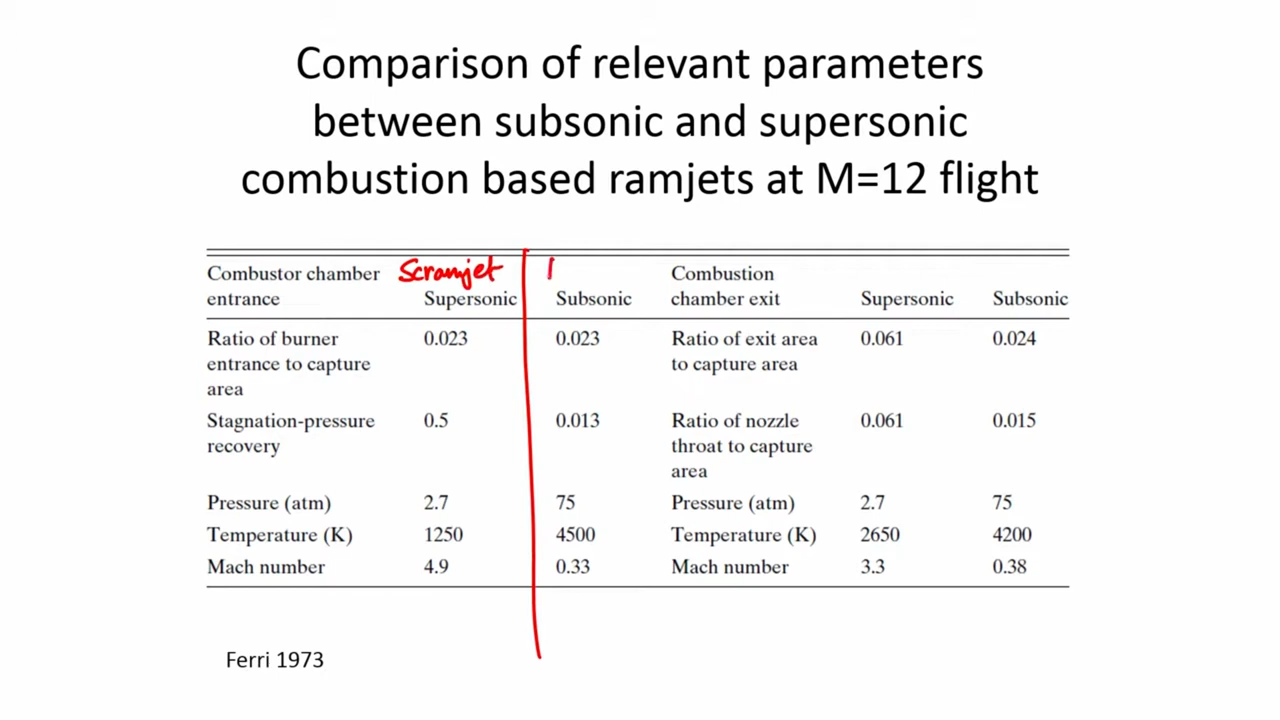 Comparison of relevant parameters
between subsonic and supersonic
combustion based ramjets at M=12 flight
Combustor chamber Scramjet Combustion
entrance Supersonic Subsonic chamber exit Supersonic Subsonic
Ratio of burner 0.023 0.023 Ratio of exit area 0.061 0.024
entrance to capture to capture area
area
Stagnation-pressure 0.5 0.013 Ratio of nozzle 0.061 0.015
recovery throat to capture
area
Pressure (atm) 2.7 75 Pressure (atm) 2.7 75
Temperature (K) 1250 4500 Temperature (K) 2650 4200
Mach number 4.9 0.33 Mach number 3.3 0.38
Ferri 1973